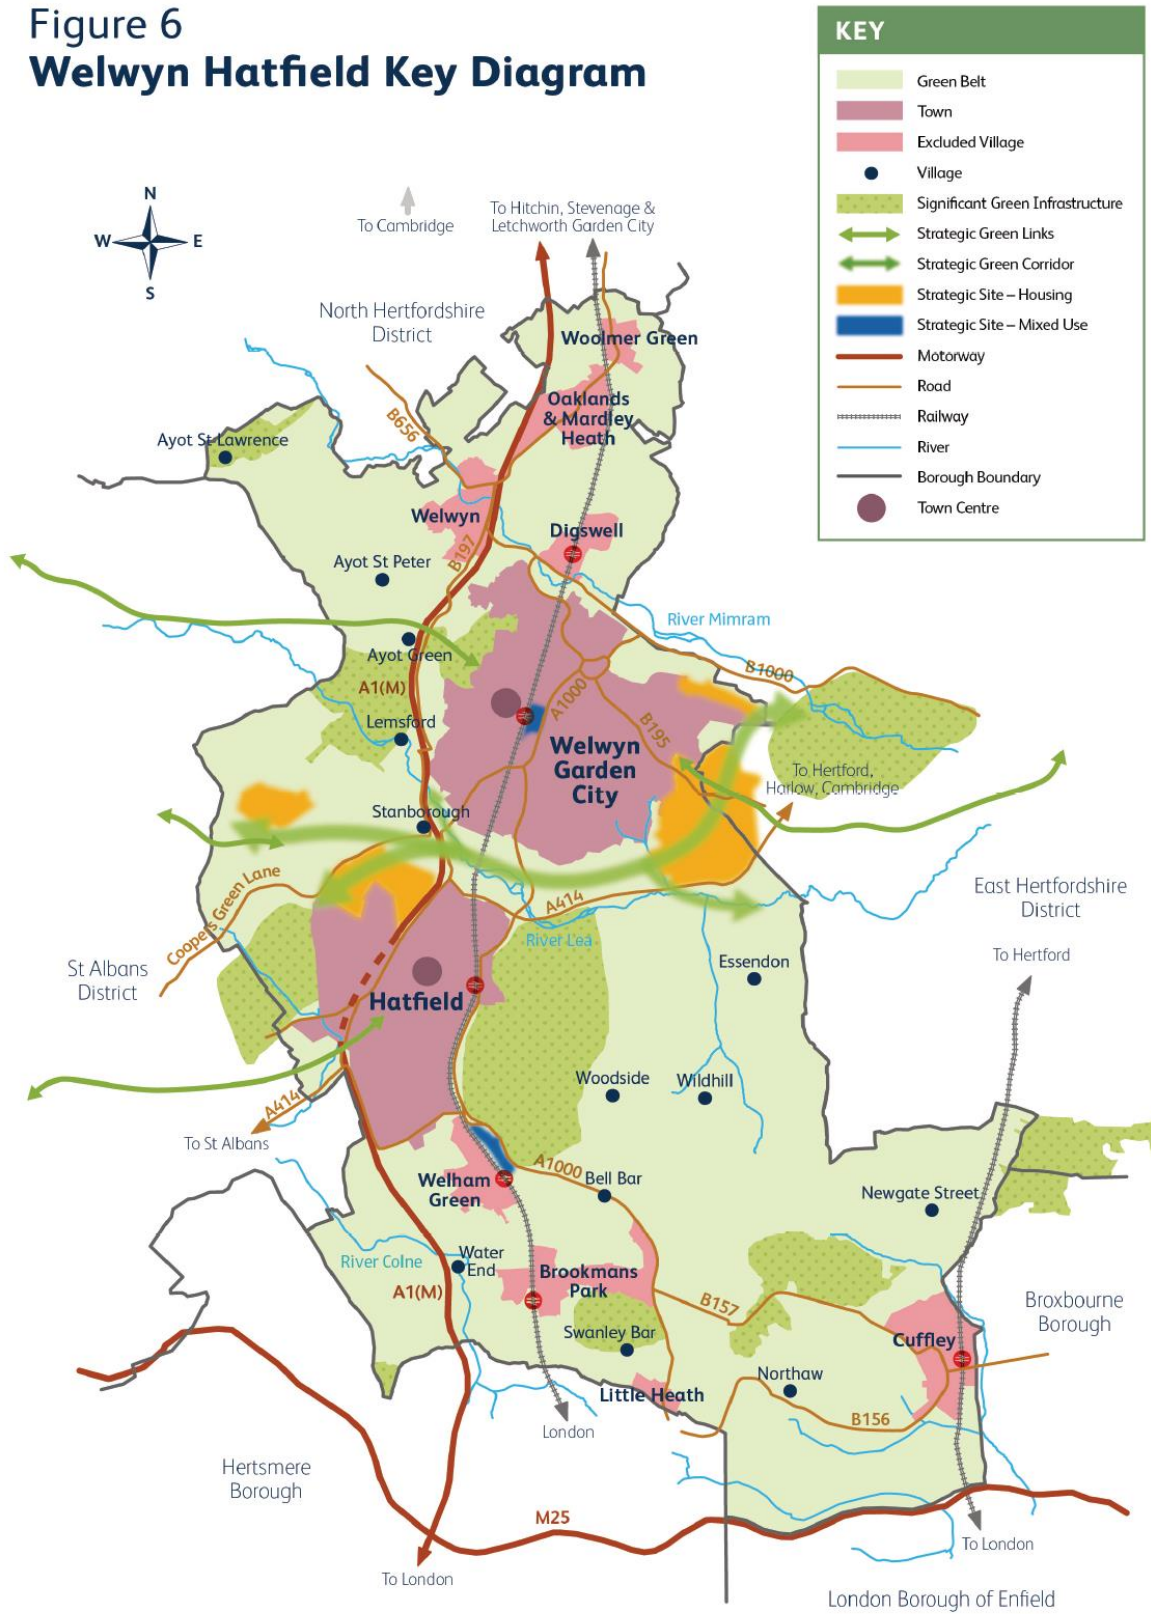 Figure 6
Welwyn Hatfield Key Diagram
KEY
Green Belt
Town
Excluded Village
Village
Significant Green Infrastructure
Strategic Green Links
Strategic Green Corridor
Strategic Site – Housing
Strategic Site – Mixed Use
Motorway
Road
Railway
River
Borough Boundary
Town Centre
N
W
E
S
To Cambridge
To Hitchin, Stevenage &
Letchworth Garden City
North Hertfordshire
District
Woolmer Green
Oaklands
& Mardley
Heath
B656
Ayot St Lawrence
Welwyn
Digswell
B197
Ayot St Peter
River Mimram
Ayot Green
B1000
A1(M)
A1000
Lemsford
B195
Welwyn
Garden
City
To Hertford,
Harlow, Cambridge
Stanborough
Coopers Green Lane
A414
East Hertfordshire
District
River Lea
St Albans
District
Essendon
To Hertford
Hatfield
Woodside
Wildhill
A414
To St Albans
A1000
Welham
Green
Bell Bar
Newgate Street
River Colne
Water
End
Brookmans
Park
A1(M)
B157
Broxbourne
Borough
Swanley Bar
Cuffley
Northaw
Little Heath
B156
London
Hertsmere
Borough
M25
To London
To London
London Borough of Enfield